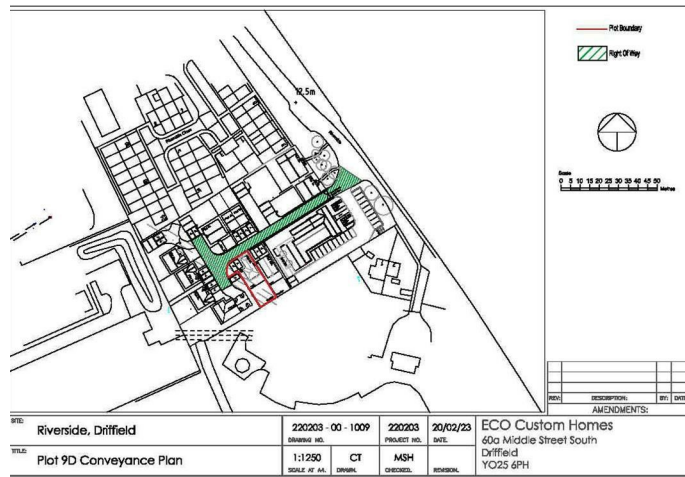 Plot Boundary
Right Of Way
12.5m
Riverside
Riverside Close
Scale
0 5 10 15 20 25 30 35 40 45 50
Metres
REV. DESCRIPTION. BY. DATE
AMENDMENTS:
SITE:
Riverside, Driffield
220203 - 00 - 1009
DRAWING NO.
220203
PROJECT NO.
20/02/23
DATE.
TITLE:
Plot 9D Conveyance Plan
1:1250
SCALE AT A4.
CT
DRAWN.
MSH
CHECKED.
REVISION.
ECO Custom Homes
60a Middle Street South
Driffield
YO25 6PH